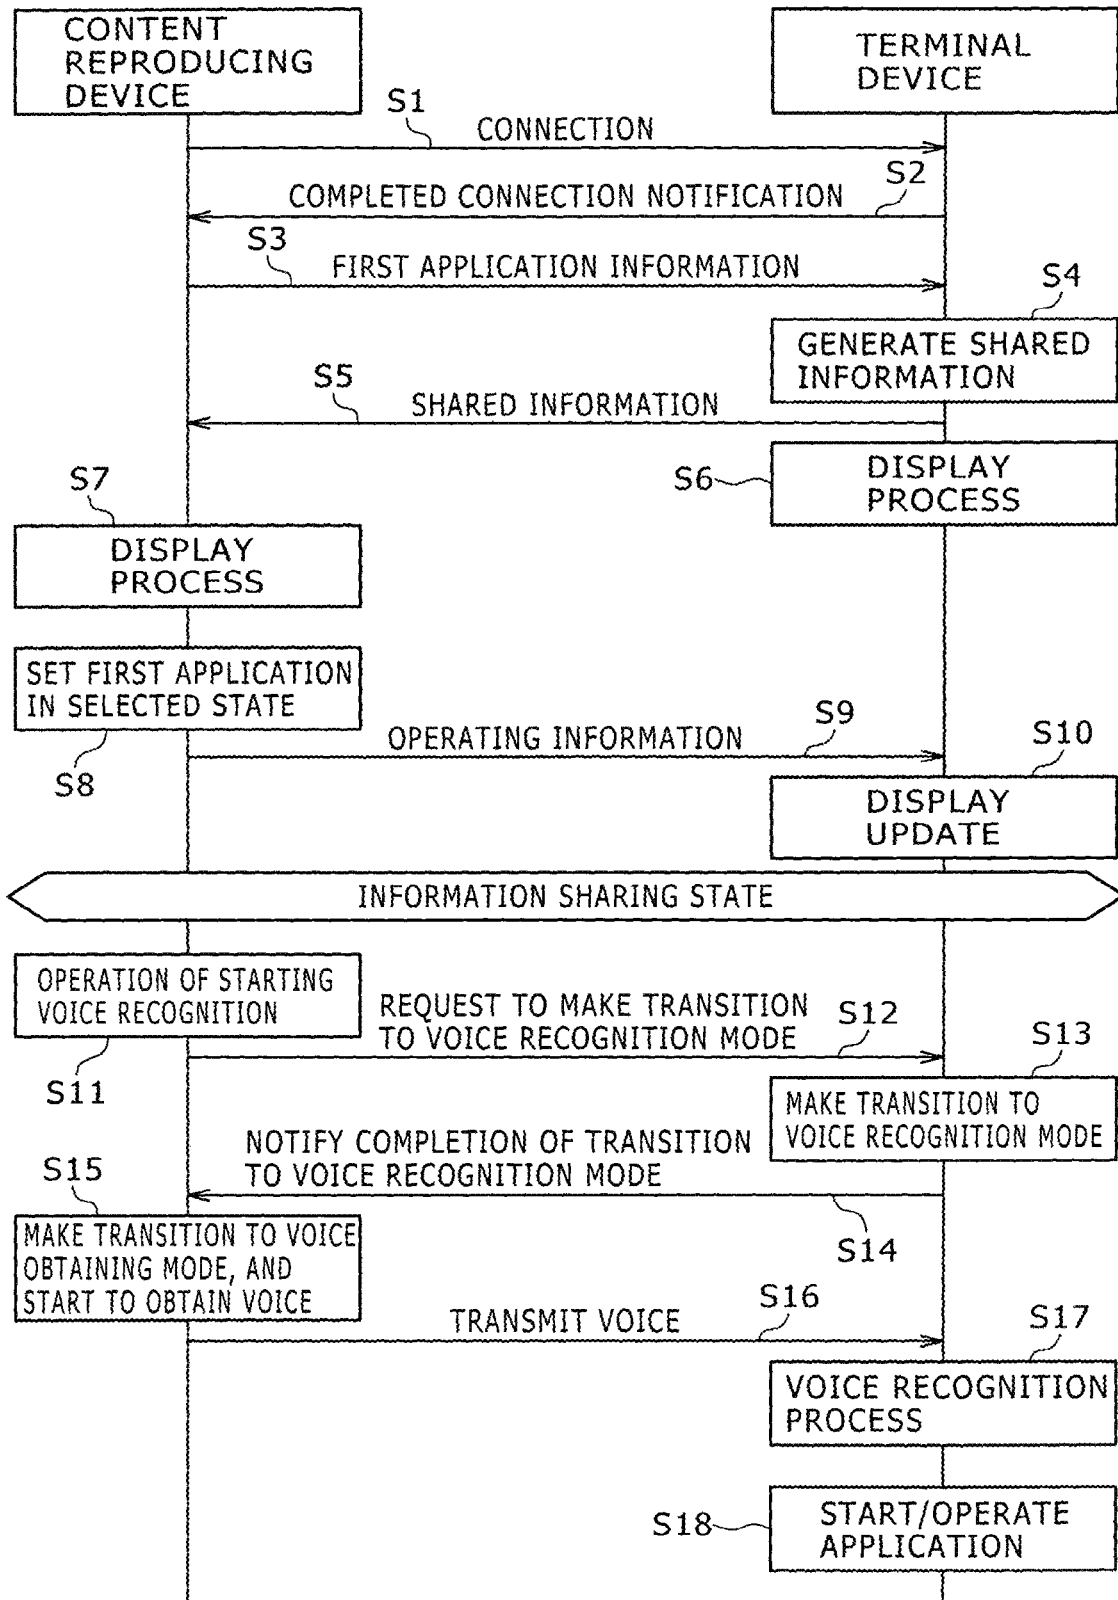 CONTENT
REPRODUCING
DEVICE
TERMINAL
DEVICE
S1
CONNECTION
S2
COMPLETED CONNECTION NOTIFICATION
S3
FIRST APPLICATION INFORMATION
S4
GENERATE SHARED
INFORMATION
S5
SHARED INFORMATION
S6
DISPLAY
PROCESS
S7
DISPLAY
PROCESS
SET FIRST APPLICATION
IN SELECTED STATE
S8
S9
OPERATING INFORMATION
S10
DISPLAY
UPDATE
INFORMATION SHARING STATE
OPERATION OF STARTING
VOICE RECOGNITION
S11
REQUEST TO MAKE TRANSITION
TO VOICE RECOGNITION MODE
S12
S13
MAKE TRANSITION TO
VOICE RECOGNITION MODE
NOTIFY COMPLETION OF TRANSITION
TO VOICE RECOGNITION MODE
S14
S15
MAKE TRANSITION TO VOICE
OBTAINING MODE, AND
START TO OBTAIN VOICE
S16
TRANSMIT VOICE
S17
VOICE RECOGNITION
PROCESS
S18
START/OPERATE
APPLICATION